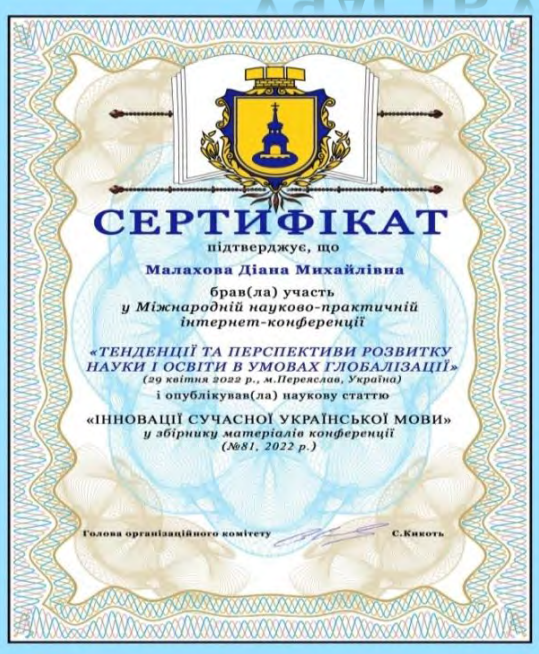 СЕРТИФІКАТ
підтверджує, що
Малахова Діана Михайлівна
брав(ла) участь
у Міжнародній науково-практичній
інтернет-конференції
«ТЕНДЕНЦІЇ ТА ПЕРСПЕКТИВИ РОЗВИТКУ
НАУКИ І ОСВІТИ В УМОВАХ ГЛОБАЛІЗАЦІЇ»
(29 квітня 2022 р., м.Переяслав, Україна)
і опублікував(ла) наукову статтю
«ІННОВАЦІЇ СУЧАСНОЇ УКРАЇНСЬКОЇ МОВИ»
у збірнику матеріалів конференції
(№81, 2022 р.)
Голова організаційного комітету С.Кикоть